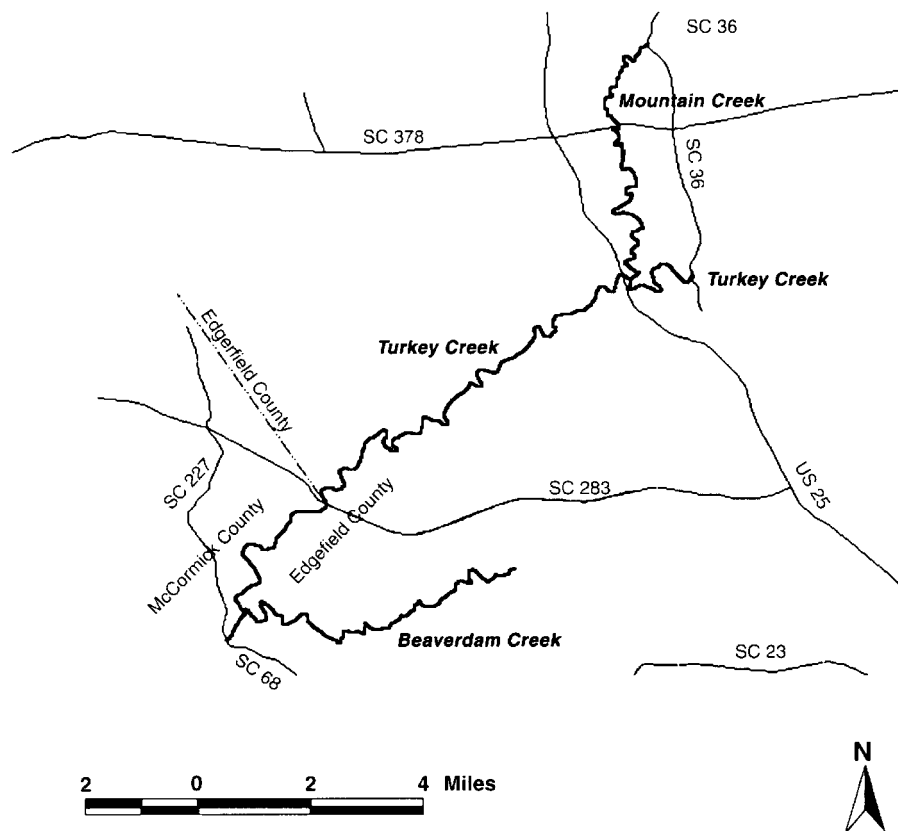 SC 36
Mountain Creek
SC 378
SC 36
Turkey Creek
Turkey Creek
Edgerfield County
SC 227
US 25
SC 283
McCormick County
Edgefield County
Beaverdam Creek
SC 68
SC 23
N
2 0 2 4 Miles